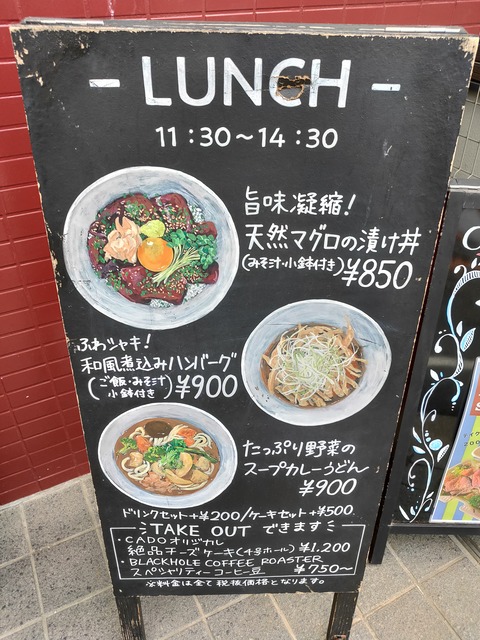 - LUNCH -
11:30～14:30
旨味凝縮!
天然マグロの漬け丼
(みそ汁・小鉢付き)¥850
ふわシャキ!
和風煮込みハンバーグ
(ご飯・みそ汁
小鉢付き)¥900
たっぷり野菜の
スープカレーうどん
¥900
ドリンクセット+¥200/ケーキセット+¥500
TAKE OUT できます
・CADOオリジナル
絶品チーズケーキ(4号ホール) ¥1.200
・BLACKHOLE COFFEE ROASTER
スペシャリティーコーヒー豆 ¥750~
※料金は全て税抜価格となります。